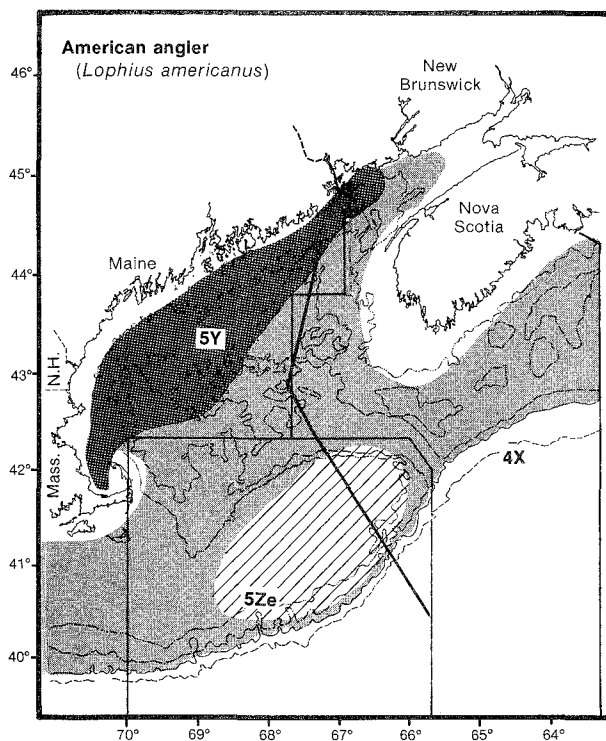 American angler
(Lophius americanus)
New
Brunswick
Nova
Scotia
Maine
N.H.
Mass.
5Y
4X
5Ze
46°
45°
44°
43°
42°
41°
40°
70°
69°
68°
67°
66°
65°
64°